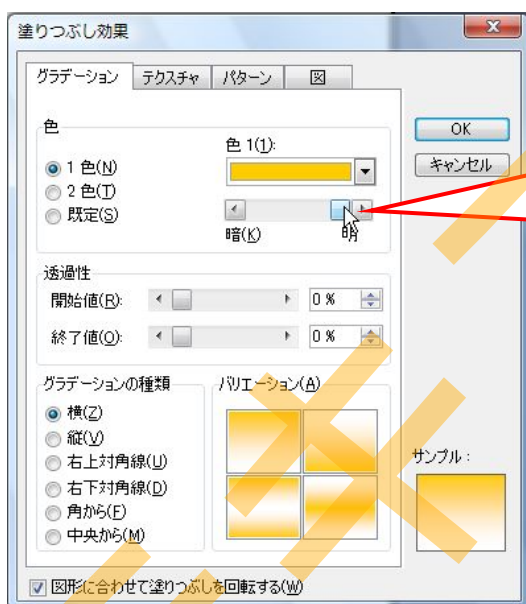 塗りつぶし効果
グラデーション テクスチャ パターン 図
色
色 1(1):
OK
1 色(N)
キャンセル
2 色(T)
既定(S)
暗(K) 明
透過性
開始値(R): 0 %
終了値(O): 0 %
グラデーションの種類 バリエーション(A)
横(Z)
縦(V)
右上対角線(U)
サンプル :
右下対角線(D)
角から(F)
中央から(M)
図形に合わせて塗りつぶしを回転する(W)